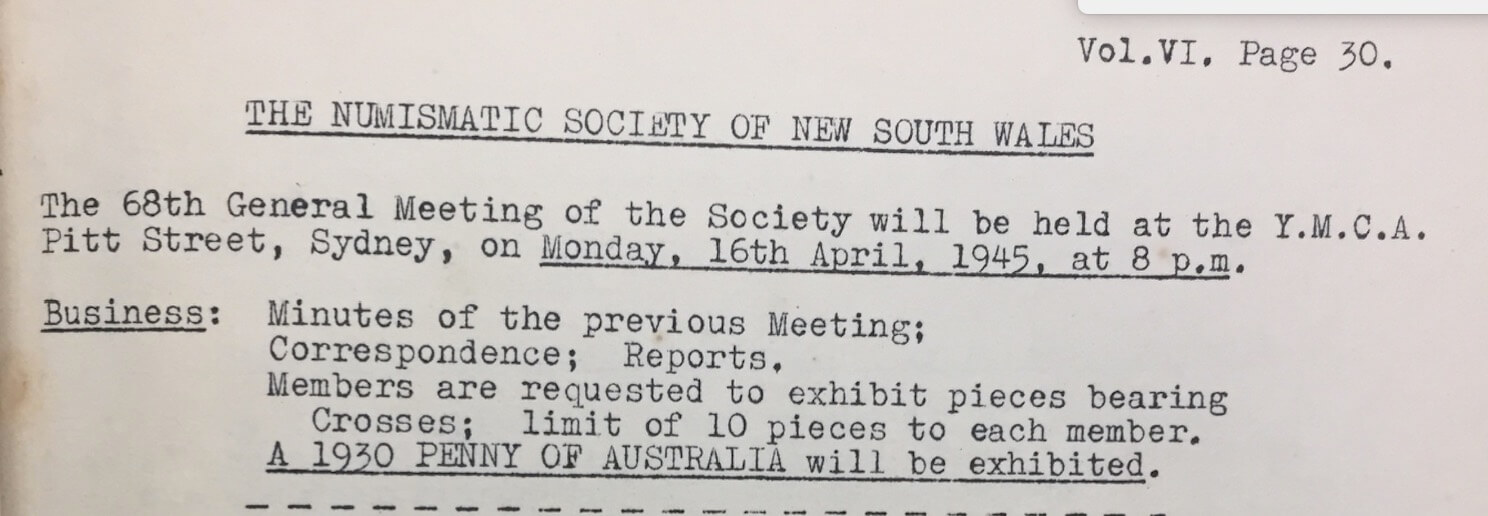 Vol.VI. Page 30.
THE NUMISMATIC SOCIETY OF NEW SOUTH WALES
The 68th General Meeting of the Society will be held at the Y.M.C.A.
Pitt Street, Sydney, on Monday, 16th April, 1945, at 8 p.m.
Business: Minutes of the previous Meeting;
Correspondence; Reports.
Members are requested to exhibit pieces bearing
Crosses; limit of 10 pieces to each member.
A 1930 PENNY OF AUSTRALIA will be exhibited.